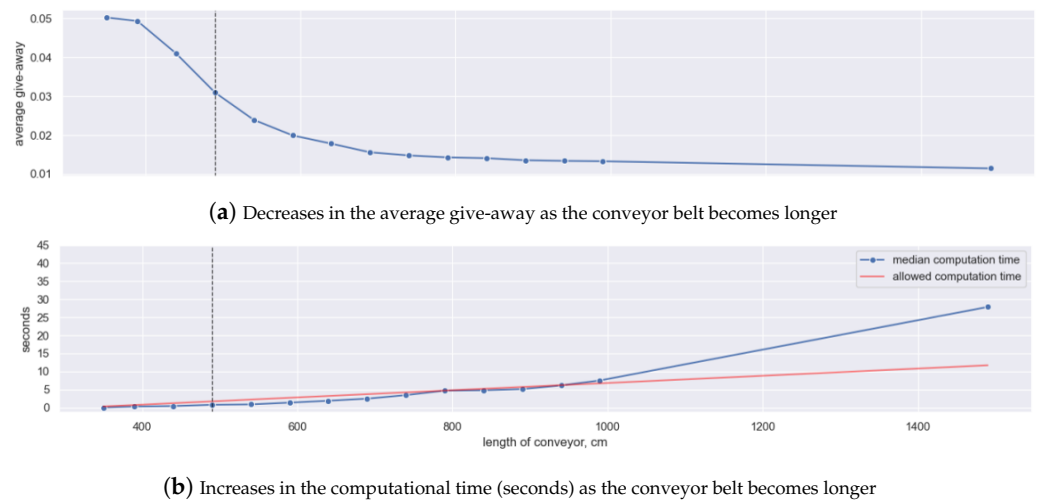 0.05
0.04
0.03
0.02
0.01
average give-away
(a) Decreases in the average give-away as the conveyor belt becomes longer
45
40
35
30
25
20
15
10
5
0
seconds
median computation time
allowed computation time
400 600 800 1000 1200 1400
length of conveyor, cm
(b) Increases in the computational time (seconds) as the conveyor belt becomes longer